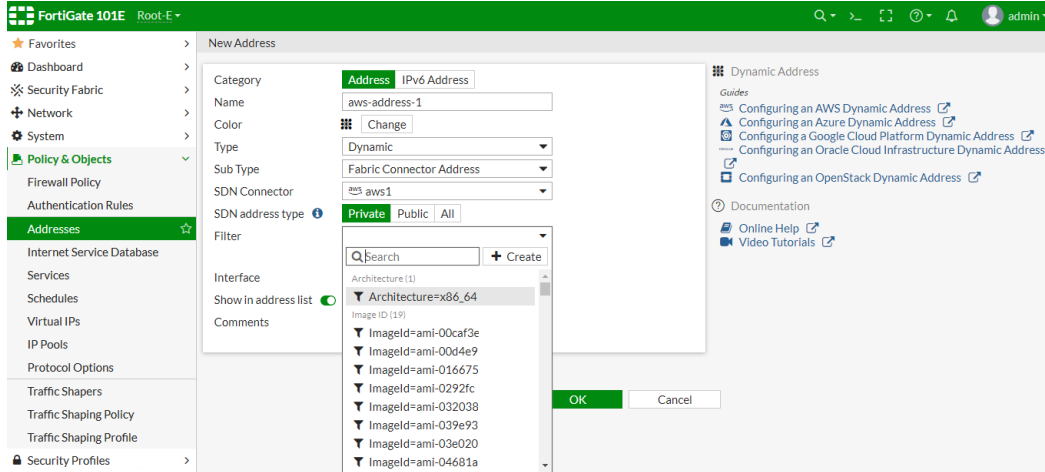 FortiGate 101E Root-E
admin
Favorites
Dashboard
Security Fabric
Network
System
Policy & Objects
Firewall Policy
Authentication Rules
Addresses
Internet Service Database
Services
Schedules
Virtual IPs
IP Pools
Protocol Options
Traffic Shapers
Traffic Shaping Policy
Traffic Shaping Profile
Security Profiles
New Address
Category Address IPv6 Address
Name aws-address-1
Color Change
Type Dynamic
Sub Type Fabric Connector Address
SDN Connector aws aws1
SDN address type Private Public All
Filter
Search + Create
Interface
Show in address list
Comments
Architecture (1)
Architecture=x86_64
Image ID (19)
ImageId=ami-00caf3e
ImageId=ami-00d4e9
ImageId=ami-016675
ImageId=ami-0292fc
ImageId=ami-032038
ImageId=ami-039e93
ImageId=ami-03e020
ImageId=ami-04681a
OK Cancel
Dynamic Address
Guides
aws Configuring an AWS Dynamic Address
Configuring an Azure Dynamic Address
Configuring a Google Cloud Platform Dynamic Address
Configuring an Oracle Cloud Infrastructure Dynamic Address
Configuring an OpenStack Dynamic Address
Documentation
Online Help
Video Tutorials